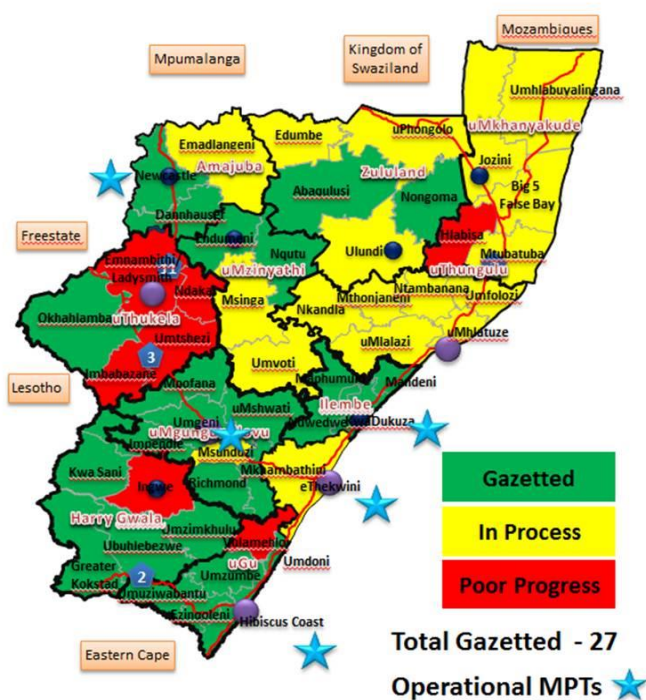 Mozambiques
Kingdom of
Swaziland
Mpumalanga
Umhlabuyalingana
uMkhanyakude
Edumbe
uPhongolo
Emadlangeni
Amajuba
Zululand
Jozini
Newcastle
Abaqulusi
Nongoma
Big 5
False Bay
Dannhauser
Freestate
Endumeni
Hlabisa
Nqutu
Ulundi
Mtubatuba
Emnambithi
Ladysmith
11
uMzinyathi
uThungulu
Ndaka
Msinga
Ntambanana
Mthonjaneni
Umfolozi
Nkandla
Okhahlamba
uThukela
Umtshezi
uMlalazi
uMhlatuze
3
Imbabazane
Umvoti
Lesotho
Moofana
Maphumulo
Mandeni
uMshwati
Ilembe
Umgeni
Ndwedwe
KwaDukuza
Impendle
Msunduzi
Mkhambathini
Kwa Sani
Richmond
eThekwini
Ingwe
Gazetted
Harry Gwala
Umzimkhulu
Vulamehlo
In Process
Ubuhlebezwe
uGu
Umdoni
Greater
Kokstad
2
Umzumbe
Umuziwabantu
Poor Progress
Ezinqoleni
Hibiscus Coast
Total Gazetted - 27
Eastern Cape
Operational MPTs